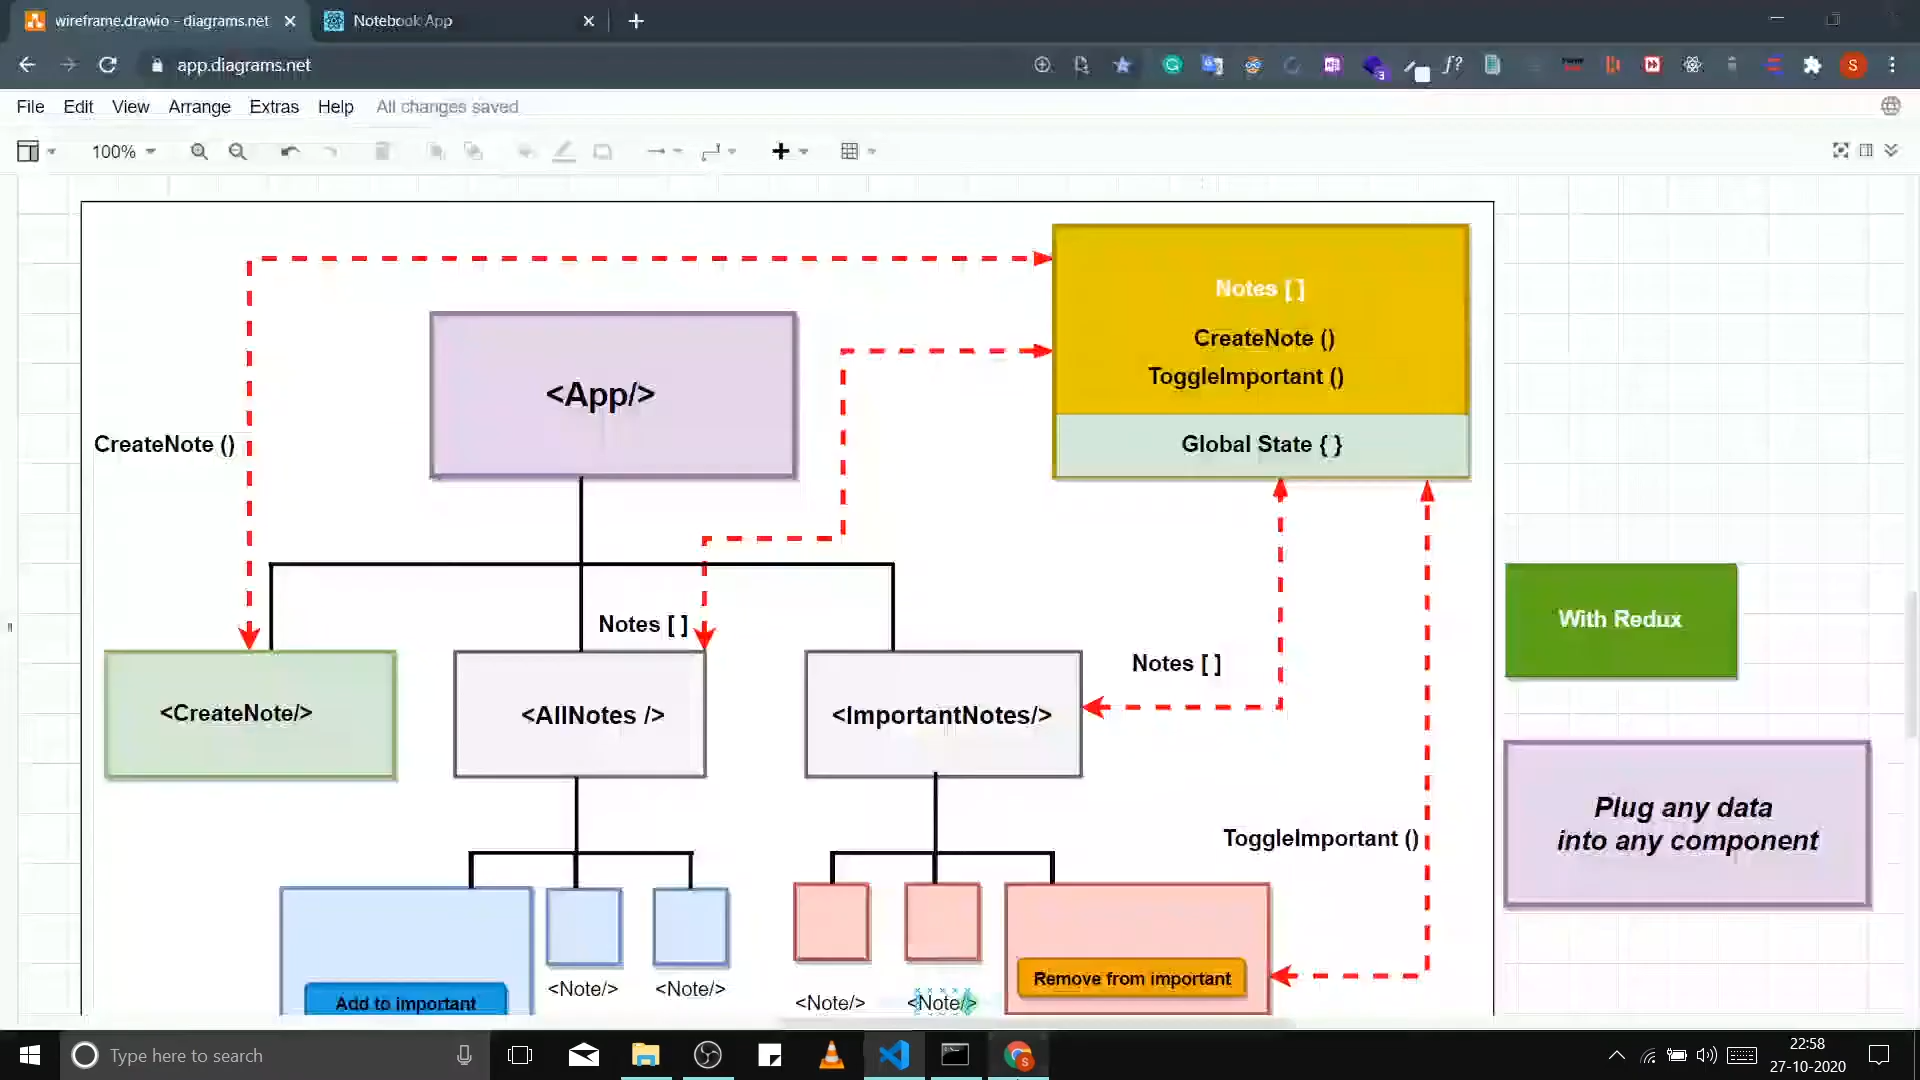 wireframe.drawio - diagrams.net
Notebook App
app.diagrams.net
File Edit View Arrange Extras Help All changes saved
100%
Notes [ ]
CreateNote ()
ToggleImportant ()
Global State { }
<App/>
CreateNote ()
Notes [ ]
Notes [ ]
With Redux
<CreateNote/>
<AllNotes />
<ImportantNotes/>
Plug any data
into any component
ToggleImportant ()
Add to important
<Note/>
<Note/>
<Note/>
<Note/>
Remove from important
Type here to search
22:58
27-10-2020